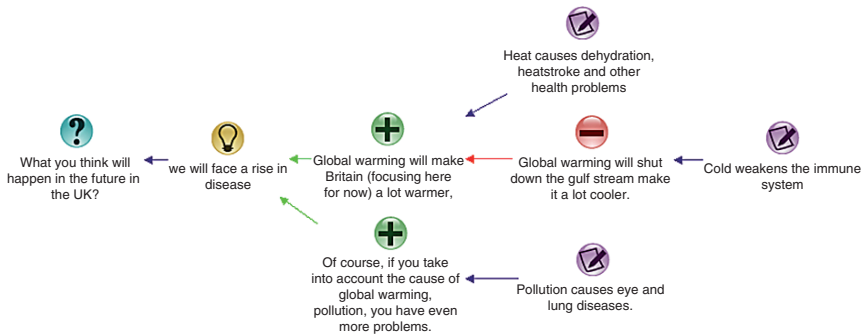 Heat causes dehydration,
heatstroke and other
health problems
?
What you think will
happen in the future in
the UK?
we will face a rise in
disease
Global warming will make
Britain (focusing here
for now) a lot warmer,
Global warming will shut
down the gulf stream make
it a lot cooler.
Cold weakens the immune
system
Of course, if you take
into account the cause of
global warming,
pollution, you have even
more problems.
Pollution causes eye and
lung diseases.